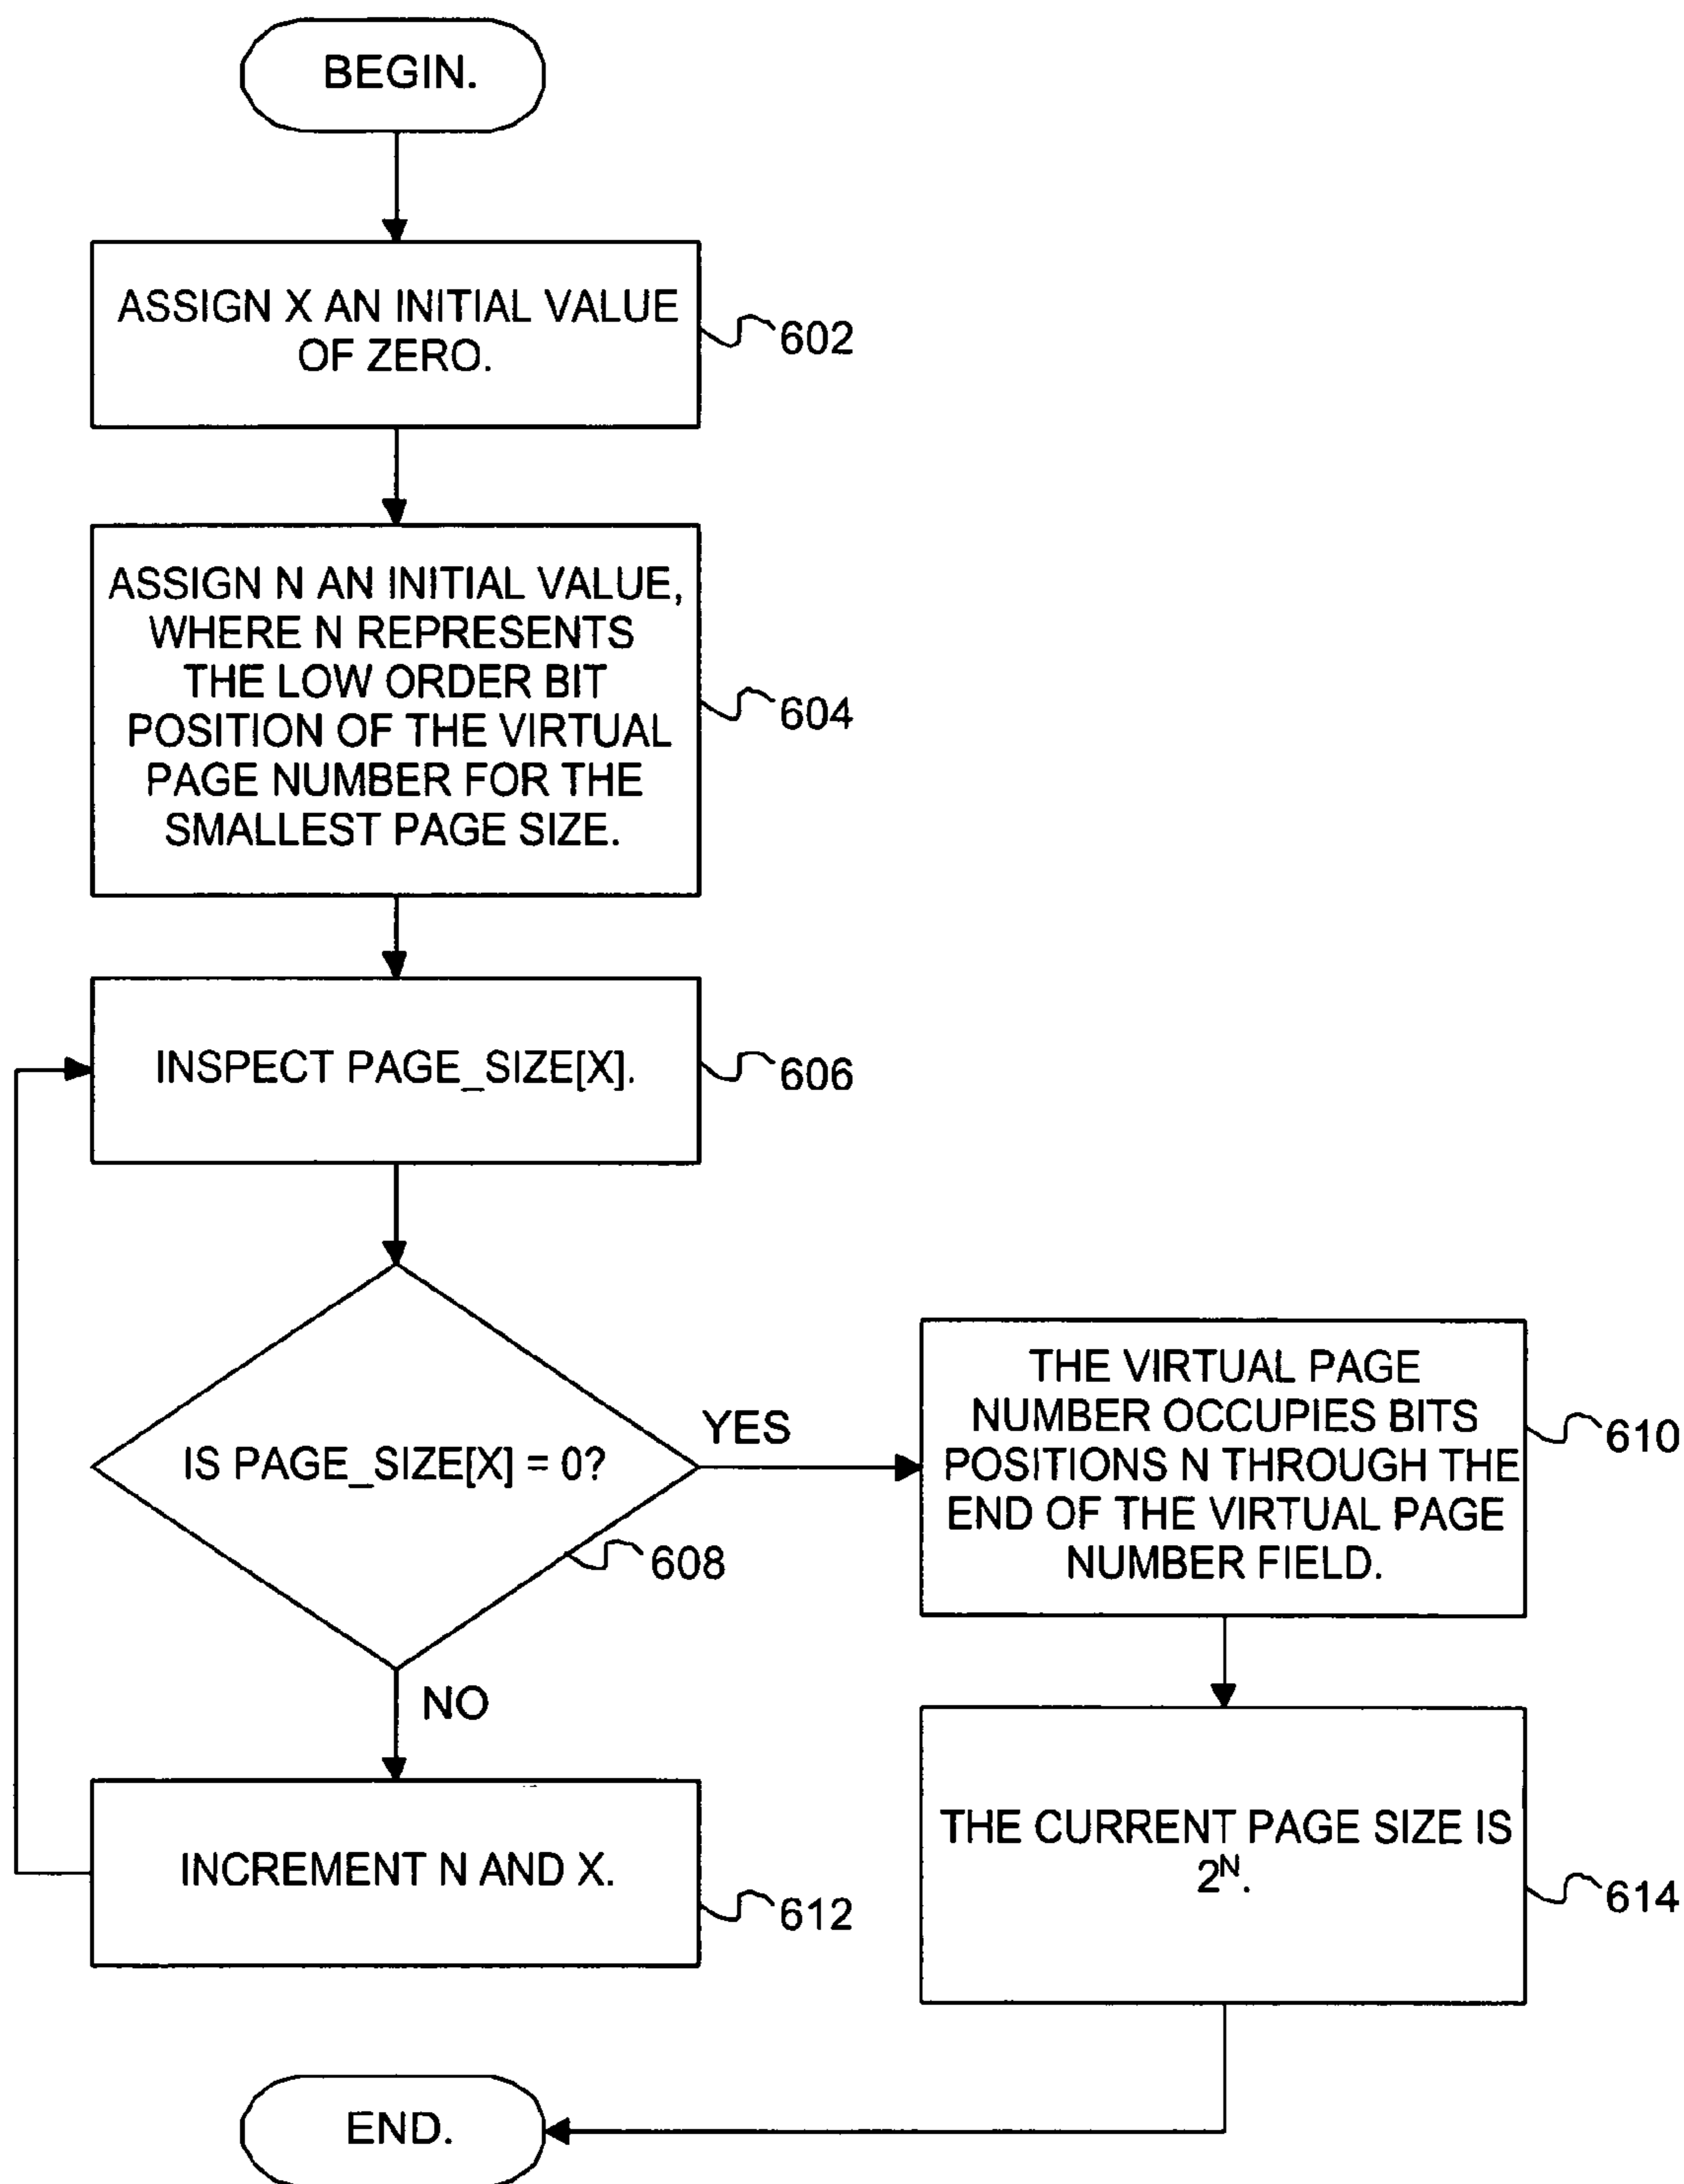 BEGIN.
ASSIGN X AN INITIAL VALUE
OF ZERO.
602
ASSIGN N AN INITIAL VALUE,
WHERE N REPRESENTS
THE LOW ORDER BIT
POSITION OF THE VIRTUAL
PAGE NUMBER FOR THE
SMALLEST PAGE SIZE.
604
INSPECT PAGE_SIZE[X].
606
IS PAGE_SIZE[X] = 0?
608
YES
THE VIRTUAL PAGE
NUMBER OCCUPIES BITS
POSITIONS N THROUGH THE
END OF THE VIRTUAL PAGE
NUMBER FIELD.
610
NO
INCREMENT N AND X.
612
THE CURRENT PAGE SIZE IS
2ᴺ.
614
END.